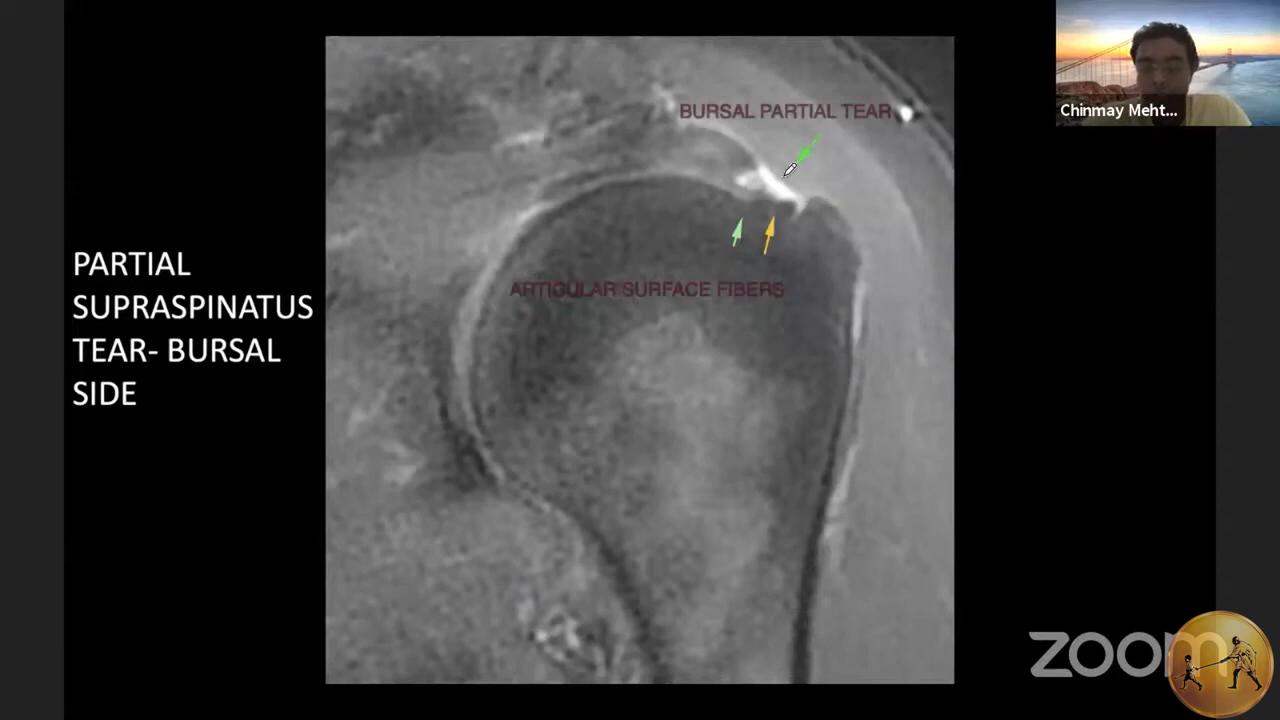 Chinmay Meht...
BURSAL PARTIAL TEAR
PARTIAL
SUPRASPINATUS
TEAR- BURSAL
SIDE
ARTICULAR SURFACE FIBERS
zoom